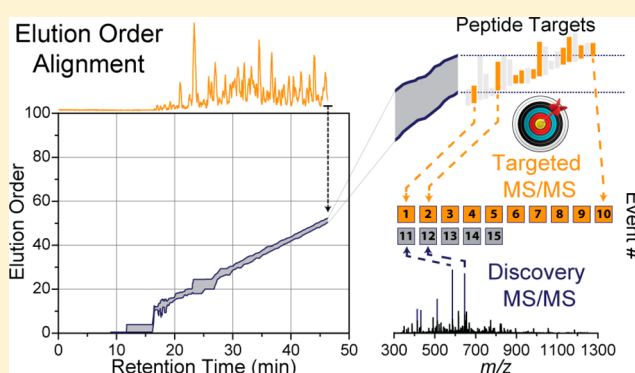 Elution Order
Alignment
100
80
60
40
20
0
Elution Order
0 10 20 30 40 50
Retention Time (min)
Peptide Targets
Targeted
MS/MS
1 2 3 4 5 6 7 8 9 10
11 12 13 14 15
Event #
Discovery
MS/MS
300 500 700 900 1100 1300
m/z